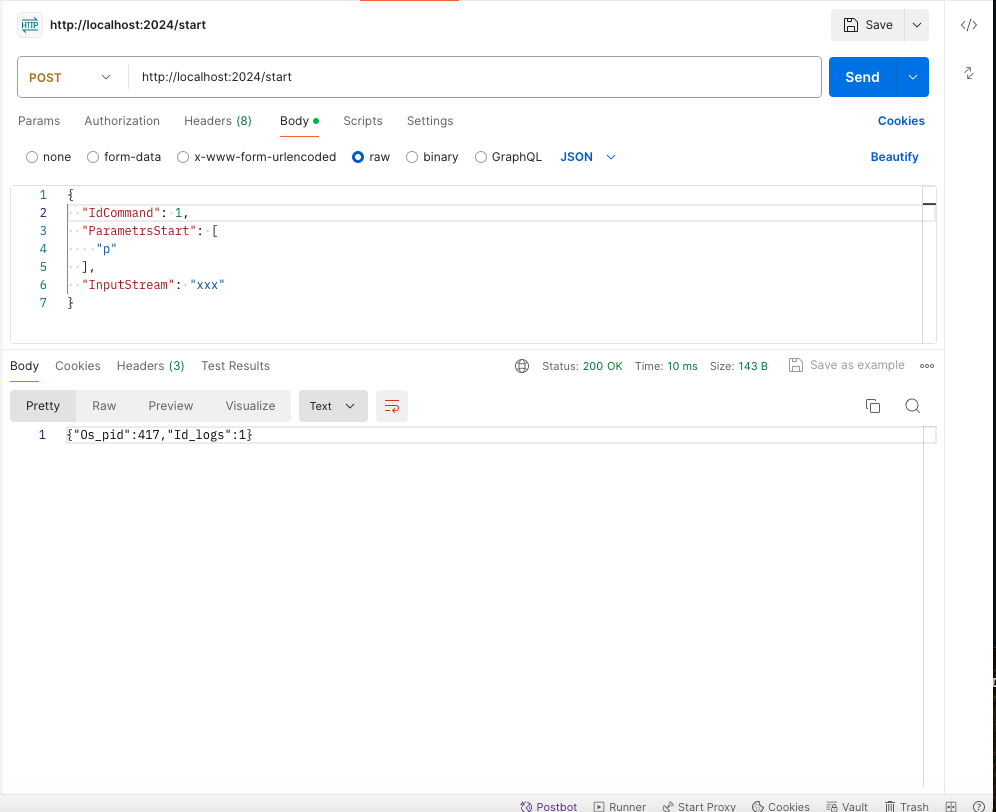 HTTP http://localhost:2024/start Save </>
POST http://localhost:2024/start Send
Params Authorization Headers (8) Body Scripts Settings Cookies
none form-data x-www-form-urlencoded raw binary GraphQL JSON Beautify
1 {
2 "IdCommand": 1,
3 "ParametrsStart": [
4 "p"
5 ],
6 "InputStream": "xxx"
7 }
Body Cookies Headers (3) Test Results Status: 200 OK Time: 10 ms Size: 143 B Save as example
Pretty Raw Preview Visualize Text
1 {"Os_pid":417,"Id_logs":1}
Postbot Runner Start Proxy Cookies Vault Trash